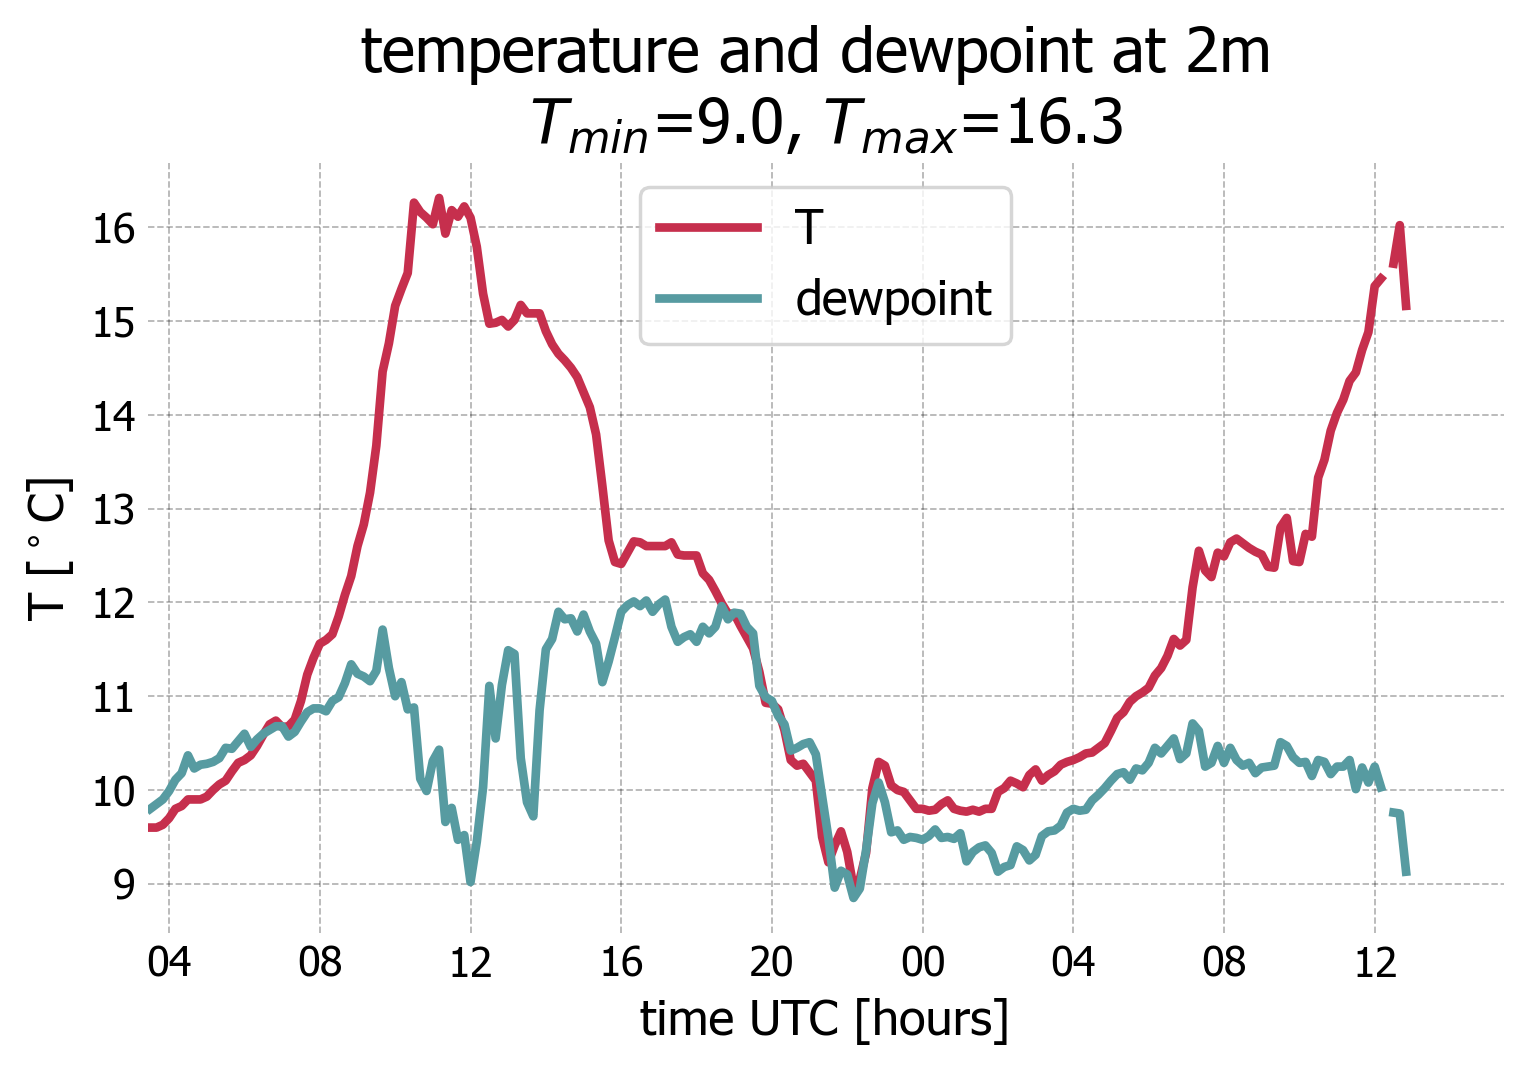 temperature and dewpoint at 2m
T_min=9.0, T_max=16.3
T
dewpoint
16
15
14
13
12
11
10
9
T [°C]
04 08 12 16 20 00 04 08 12
time UTC [hours]